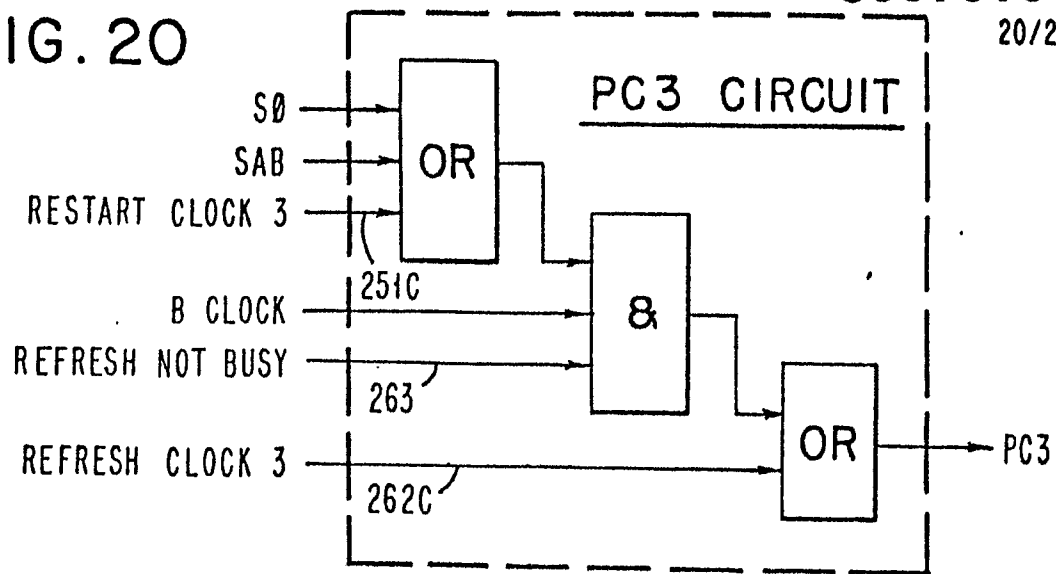 IG. 20
20/2
PC3 CIRCUIT
SØ
SAB
RESTART CLOCK 3
OR
251C
B CLOCK
REFRESH NOT BUSY
&
263
REFRESH CLOCK 3
262C
OR
PC3